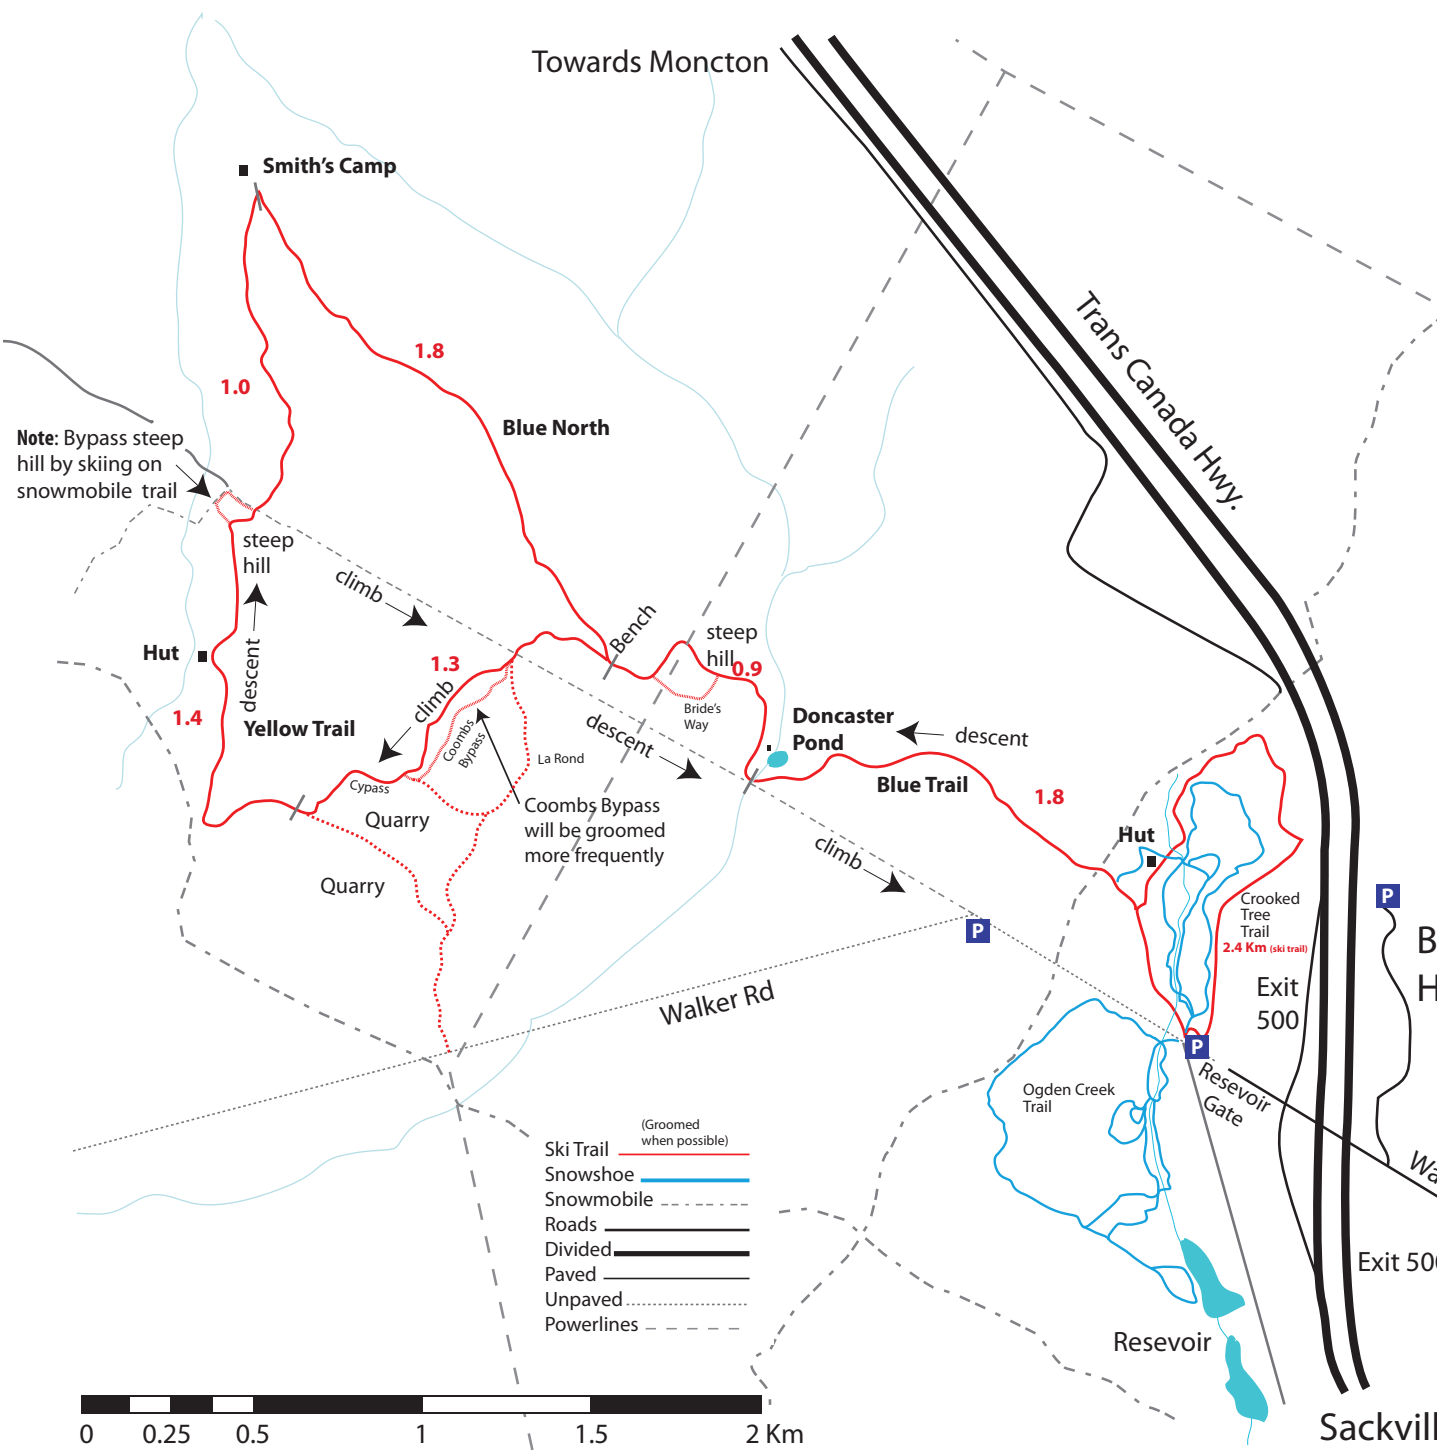 Towards Moncton
Smith's Camp
Trans Canada Hwy.
1.8
1.0
Blue North
Note: Bypass steep
hill by skiing on
snowmobile trail
steep
hill
climb
Bench
steep
hill
0.9
Hut
descent
1.3
climb
1.4
Yellow Trail
Bride's
Way
descent
Doncaster
Pond
descent
Coombs
Bypass
La Rond
Cypass
Blue Trail
1.8
Quarry
Coombs Bypass
will be groomed
more frequently
Hut
climb
Quarry
Crooked
Tree
Trail
2.4 Km (ski trail)
P
P
B
H
Walker Rd
Exit
500
P
Resevoir
Gate
Ogden Creek
Trail
(Groomed
when possible)
Ski Trail
Snowshoe
Snowmobile
Roads
Divided
Paved
Unpaved
Powerlines
Wa
Exit 500
Resevoir
0 0.25 0.5 1 1.5 2 Km
Sackvill